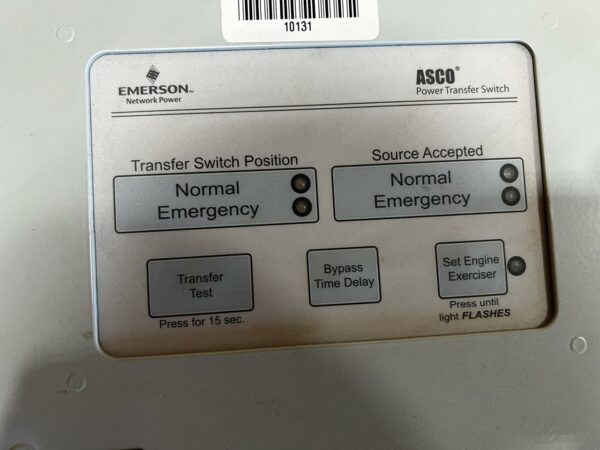 10131
EMERSON™
Network Power
ASCO®
Power Transfer Switch
Transfer Switch Position
Normal
Emergency
Source Accepted
Normal
Emergency
Transfer
Test
Press for 15 sec.
Bypass
Time Delay
Set Engine
Exerciser
Press until
light FLASHES